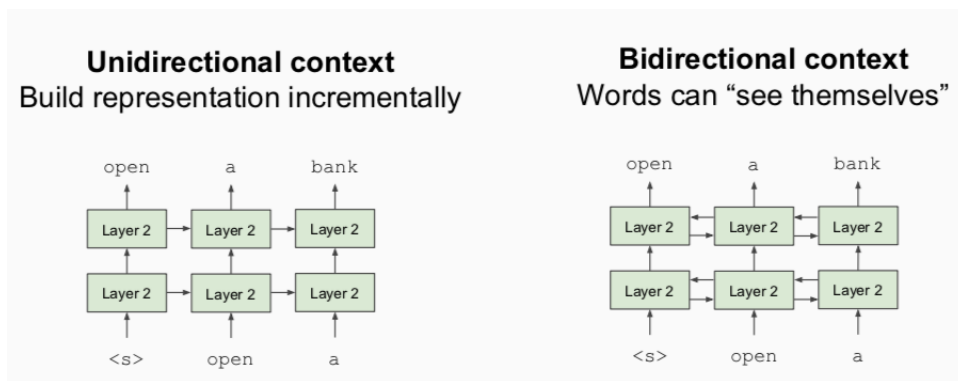 Unidirectional context
Build representation incrementally
open a bank
Layer 2 Layer 2 Layer 2
Layer 2 Layer 2 Layer 2
<s> open a
Bidirectional context
Words can “see themselves”
open a bank
Layer 2 Layer 2 Layer 2
Layer 2 Layer 2 Layer 2
<s> open a